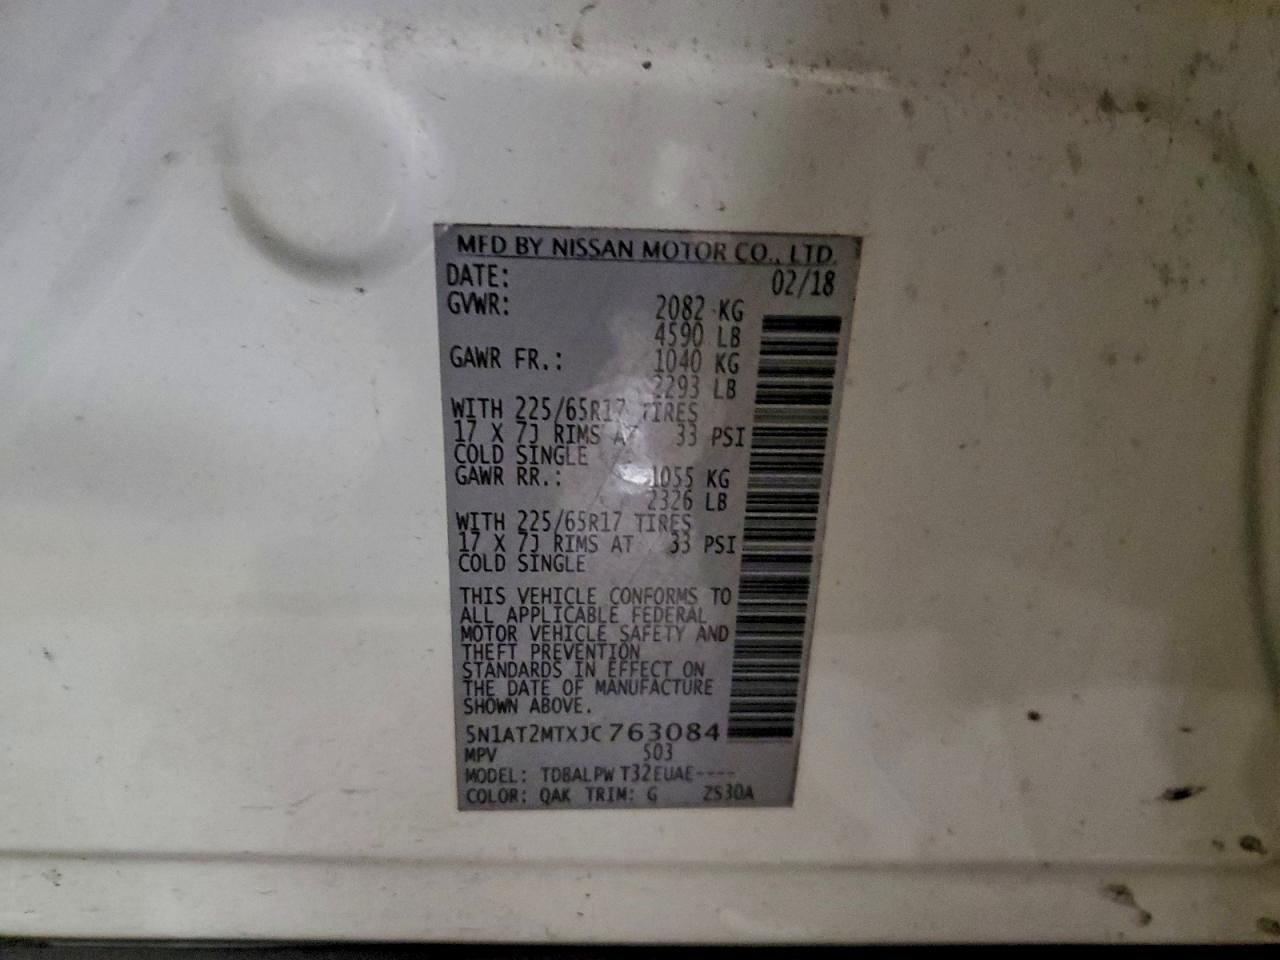 MFD BY NISSAN MOTOR CO., LTD.
DATE: 02/18
GVWR: 2082 KG
4590 LB
GAWR FR.: 1040 KG
2293 LB
WITH 225/65R17 TIRES
17 X 7J RIMS AT 33 PSI
COLD SINGLE
GAWR RR.: 1055 KG
2326 LB
WITH 225/65R17 TIRES
17 X 7J RIMS AT 33 PSI
COLD SINGLE
THIS VEHICLE CONFORMS TO
ALL APPLICABLE FEDERAL
MOTOR VEHICLE SAFETY AND
THEFT PREVENTION
STANDARDS IN EFFECT ON
THE DATE OF MANUFACTURE
SHOWN ABOVE.
5N1AT2MTXJC763084
MPV 503
MODEL: TDBALPW T32EUAE----
COLOR: QAK TRIM: G 2S30A